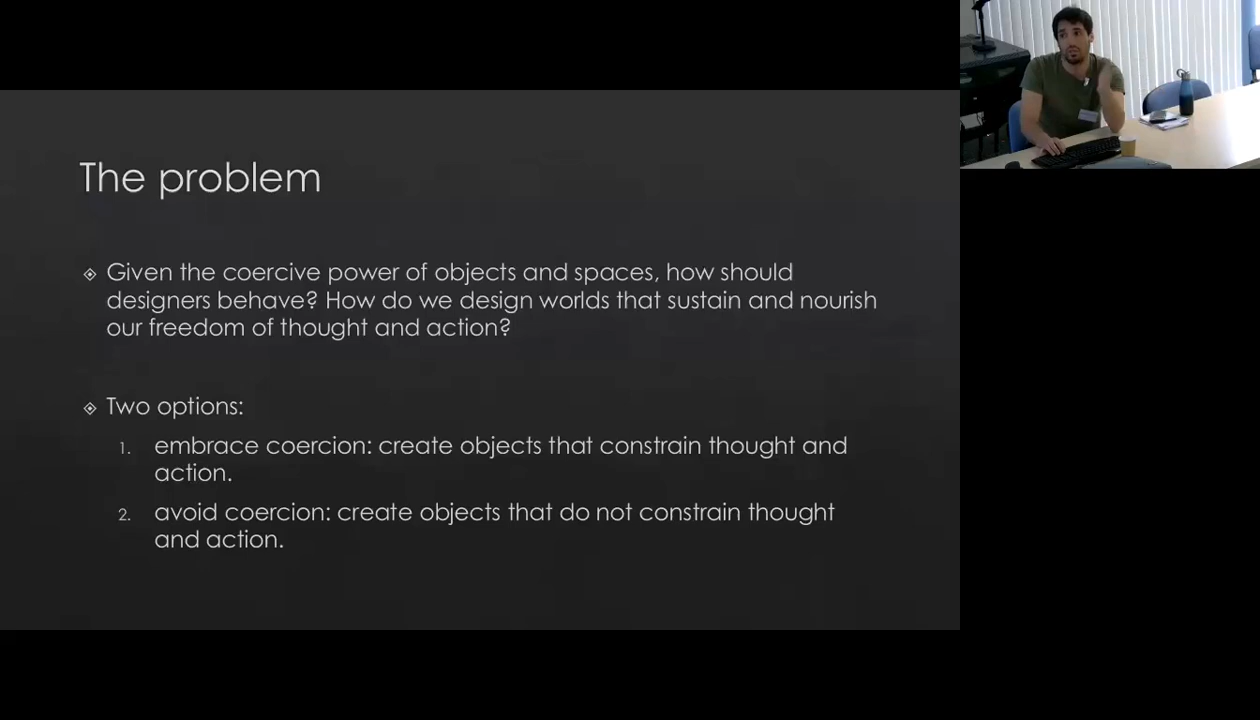 The problem
Given the coercive power of objects and spaces, how should
designers behave? How do we design worlds that sustain and nourish
our freedom of thought and action?
Two options:
1. embrace coercion: create objects that constrain thought and
action.
2. avoid coercion: create objects that do not constrain thought
and action.